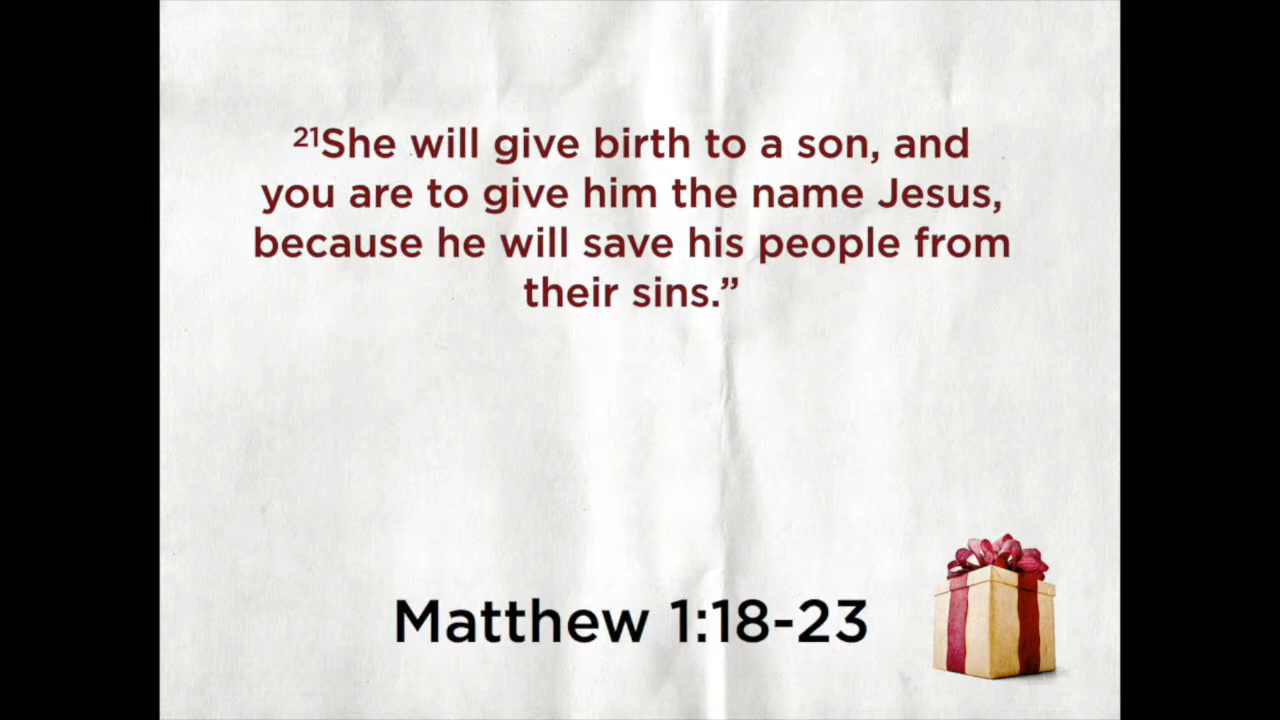 ²¹She will give birth to a son, and
you are to give him the name Jesus,
because he will save his people from
their sins.”
Matthew 1:18-23